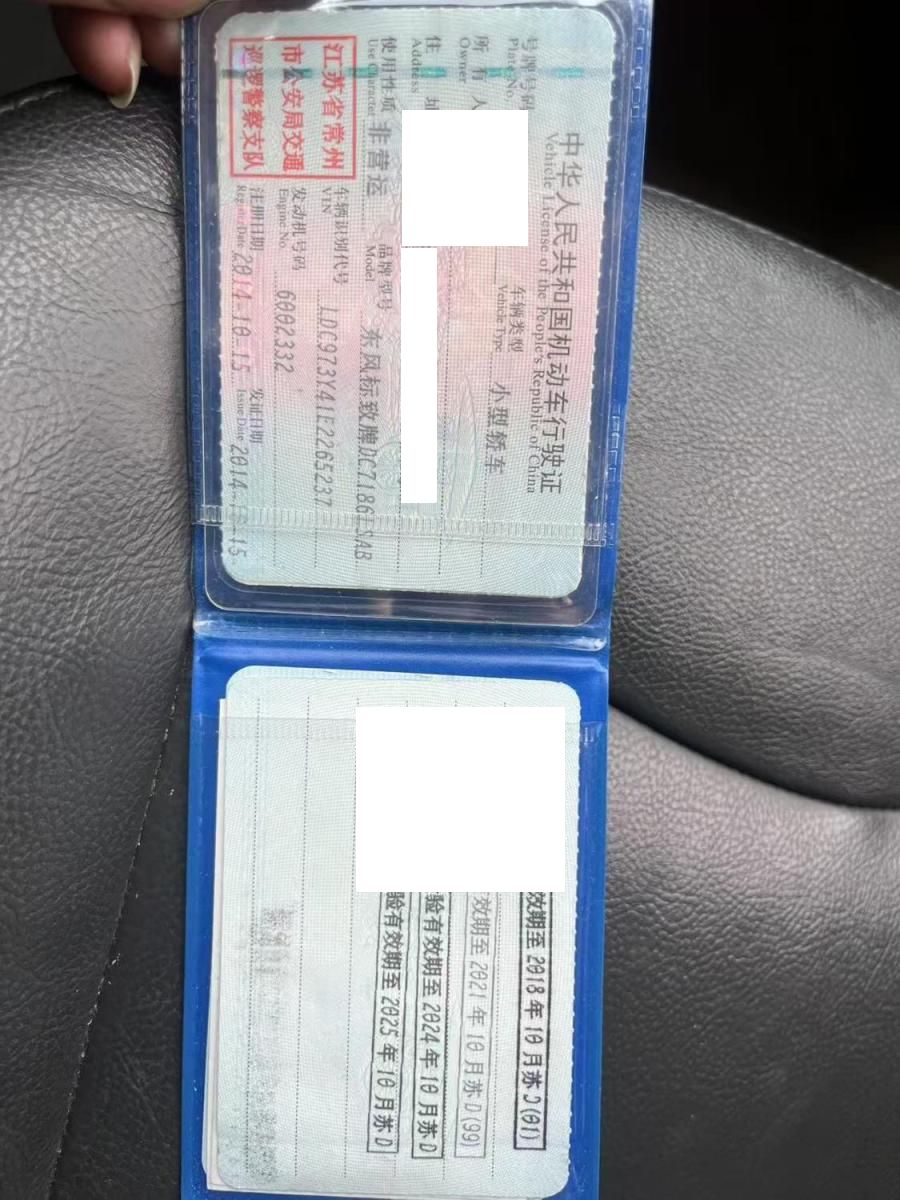 中华人民共和国机动车行驶证
Vehicle License of the People's Republic of China
号牌号码
Plate No.
车辆类型
Vehicle Type
小型轿车
所有人
Owner
住址
Address
使用性质
Use Character
非营运
品牌型号
Model
东风标致牌DC7186LSAB
江苏省常州
市公安局交通
巡逻警察支队
车辆识别代号
VIN
LDC973Y41E2265237
发动机号码
Engine No.
6002332
注册日期
Register Date
2014-10-15
发证日期
Issue Date
2014-10-15
效期至2018年10月苏J(01)
效期至2021年10月苏D(99)
验有效期至2024年10月苏D
验有效期至2025年10月苏D